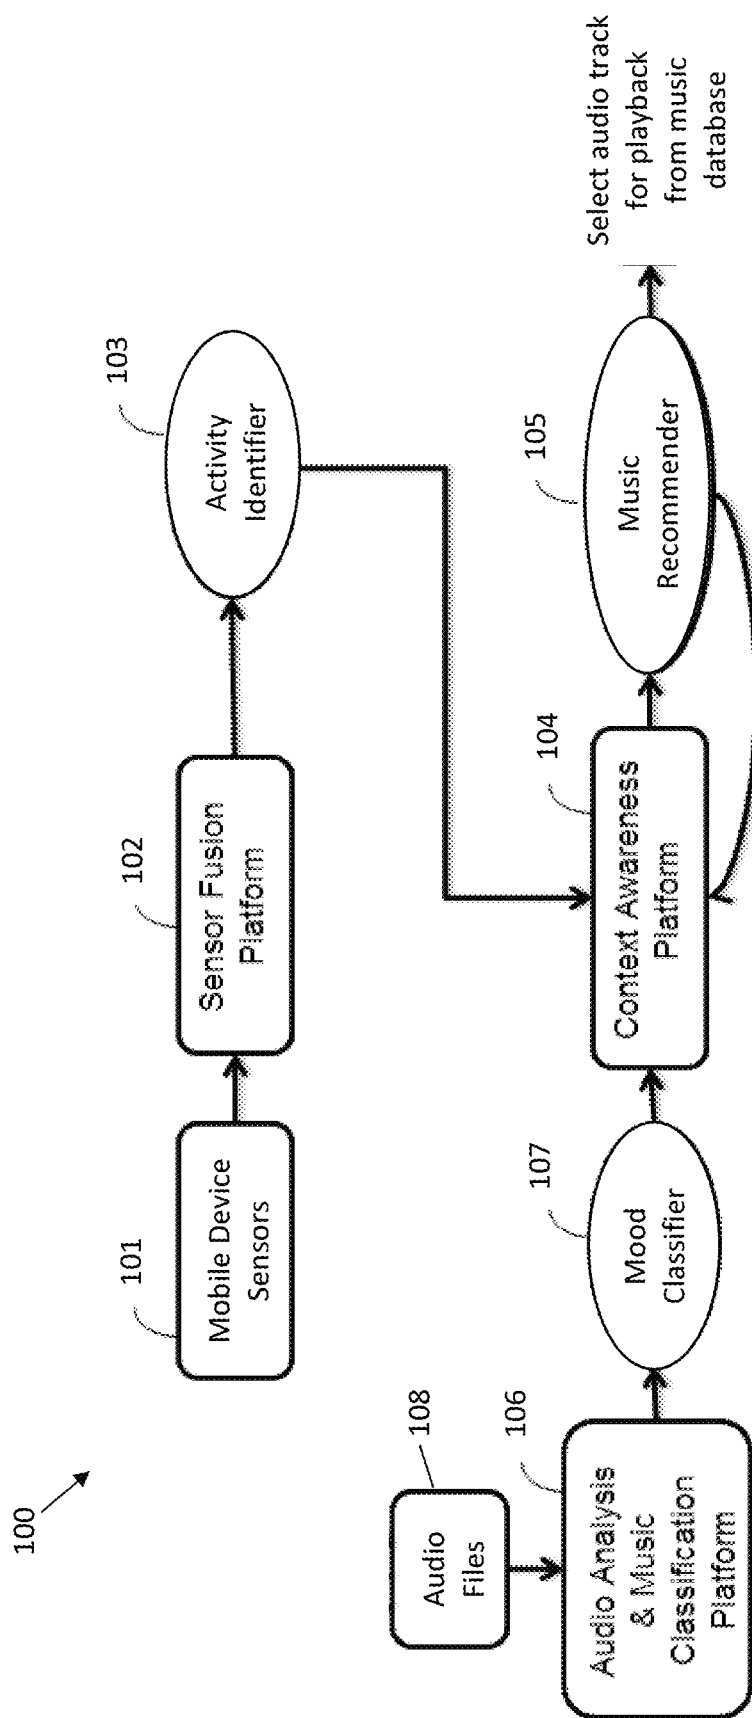 100
101
Mobile Device
Sensors
102
Sensor Fusion
Platform
103
Activity
Identifier
108
Audio
Files
106
Audio Analysis
& Music
Classification
Platform
107
Mood
Classifier
104
Context Awareness
Platform
105
Music
Recommender
Select audio track
for playback
from music
database